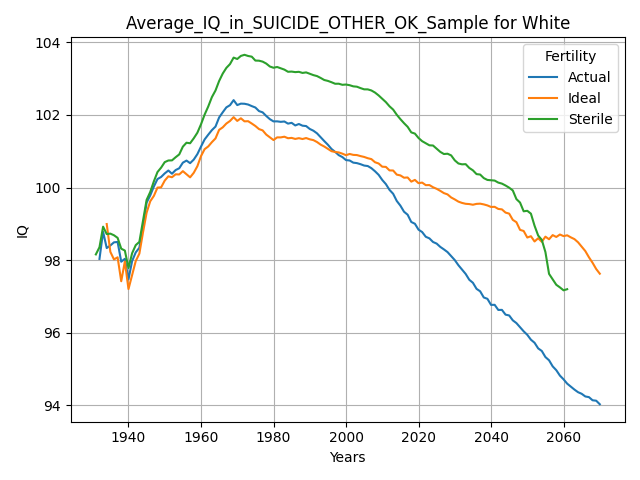 Average_IQ_in_SUICIDE_OTHER_OK_Sample for White
104
102
100
98
96
94
IQ
1940
1960
1980
2000
2020
2040
2060
Years
Fertility
Actual
Ideal
Sterile